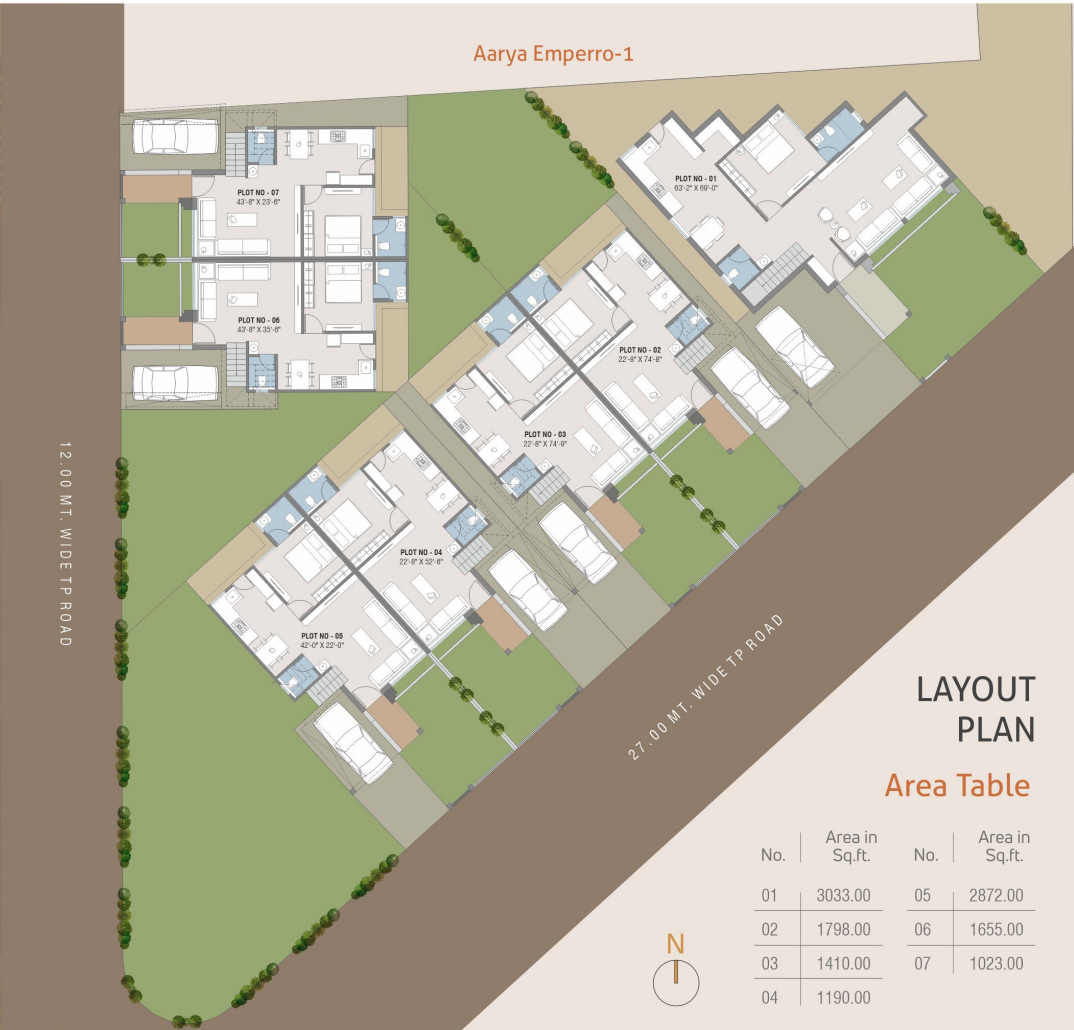 Aarya Emperro-1
PLOT NO - 01
63'-2" X 69'-0"
PLOT NO - 07
43'-8" X 23'-6"
PLOT NO - 06
43'-8" X 35'-6"
PLOT NO - 02
22'-8" X 74'-8"
PLOT NO - 03
22'-8" X 74'-9"
PLOT NO - 04
22'-8" X 52'-6"
PLOT NO - 05
42'-0" X 22'-0"
12.00 MT. WIDE TP ROAD
27.00 MT. WIDE TP ROAD
LAYOUT
PLAN
Area Table
No. Area in Sq.ft. No. Area in Sq.ft.
01 3033.00 05 2872.00
02 1798.00 06 1655.00
03 1410.00 07 1023.00
04 1190.00
N